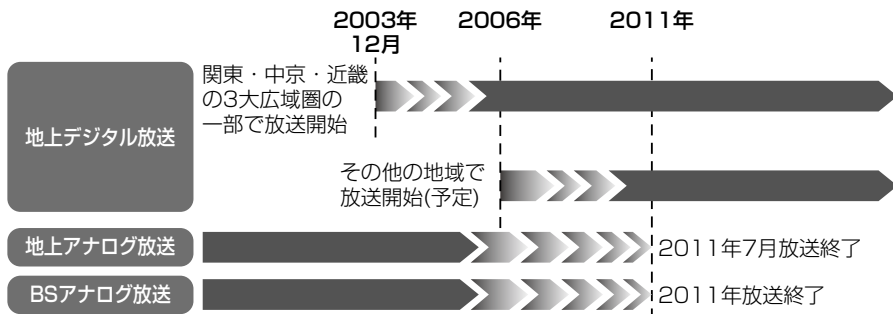 2003年
12月
2006年
2011年
地上デジタル放送
関東・中京・近畿
の3大広域圏の
一部で放送開始
その他の地域で
放送開始(予定)
地上アナログ放送
2011年7月放送終了
BSアナログ放送
2011年放送終了